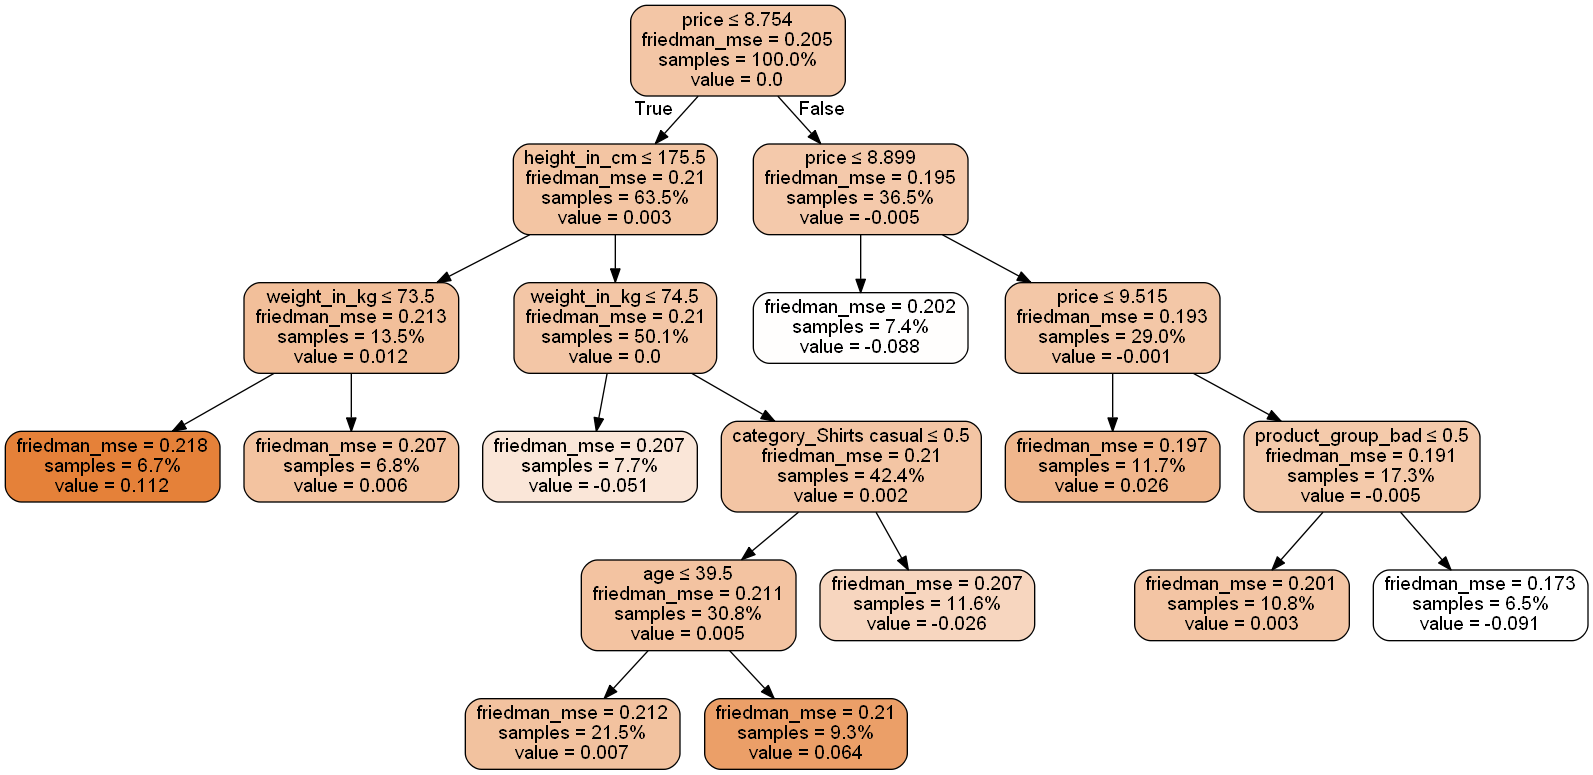 price ≤ 8.754
friedman_mse = 0.205
samples = 100.0%
value = 0.0
True
False
height_in_cm ≤ 175.5
friedman_mse = 0.21
samples = 63.5%
value = 0.003
price ≤ 8.899
friedman_mse = 0.195
samples = 36.5%
value = -0.005
weight_in_kg ≤ 73.5
friedman_mse = 0.213
samples = 13.5%
value = 0.012
weight_in_kg ≤ 74.5
friedman_mse = 0.21
samples = 50.1%
value = 0.0
friedman_mse = 0.202
samples = 7.4%
value = -0.088
price ≤ 9.515
friedman_mse = 0.193
samples = 29.0%
value = -0.001
friedman_mse = 0.218
samples = 6.7%
value = 0.112
friedman_mse = 0.207
samples = 6.8%
value = 0.006
friedman_mse = 0.207
samples = 7.7%
value = -0.051
category_Shirts casual ≤ 0.5
friedman_mse = 0.21
samples = 42.4%
value = 0.002
friedman_mse = 0.197
samples = 11.7%
value = 0.026
product_group_bad ≤ 0.5
friedman_mse = 0.191
samples = 17.3%
value = -0.005
age ≤ 39.5
friedman_mse = 0.211
samples = 30.8%
value = 0.005
friedman_mse = 0.207
samples = 11.6%
value = -0.026
friedman_mse = 0.201
samples = 10.8%
value = 0.003
friedman_mse = 0.173
samples = 6.5%
value = -0.091
friedman_mse = 0.212
samples = 21.5%
value = 0.007
friedman_mse = 0.21
samples = 9.3%
value = 0.064